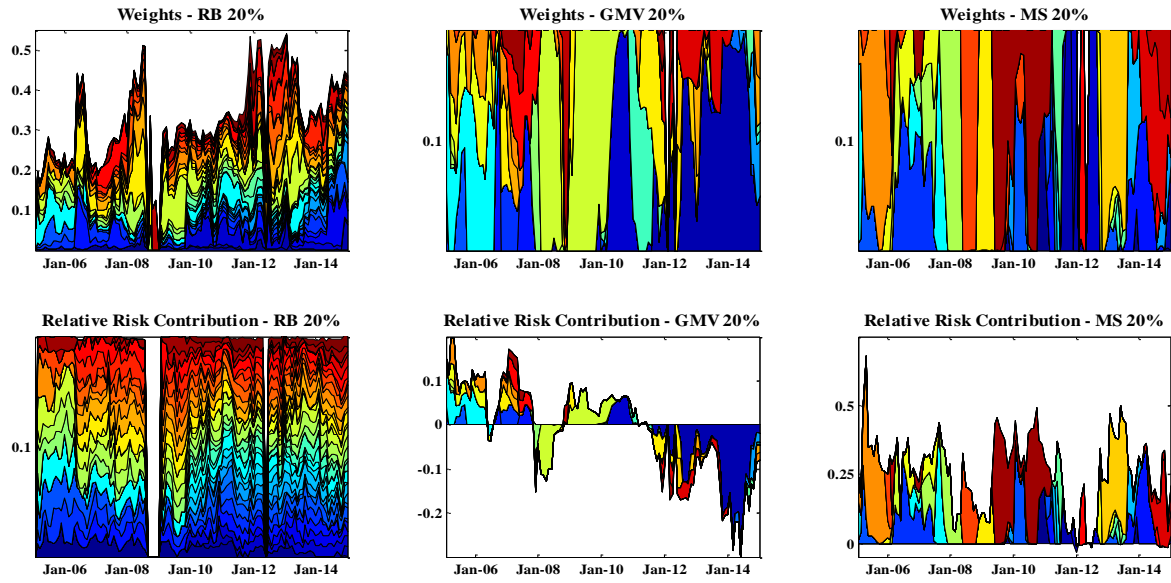 Weights - RB 20%
Weights - GMV 20%
Weights - MS 20%
0.5
0.4
0.3
0.2
0.1
Jan-06 Jan-08 Jan-10 Jan-12 Jan-14
0.1
Jan-06 Jan-08 Jan-10 Jan-12 Jan-14
0.1
Jan-06 Jan-08 Jan-10 Jan-12 Jan-14
Relative Risk Contribution - RB 20%
Relative Risk Contribution - GMV 20%
Relative Risk Contribution - MS 20%
0.1
Jan-06 Jan-08 Jan-10 Jan-12 Jan-14
0.1
0
-0.1
-0.2
Jan-06 Jan-08 Jan-10 Jan-12 Jan-14
0.5
0.25
0
Jan-06 Jan-08 Jan-10 Jan-12 Jan-14